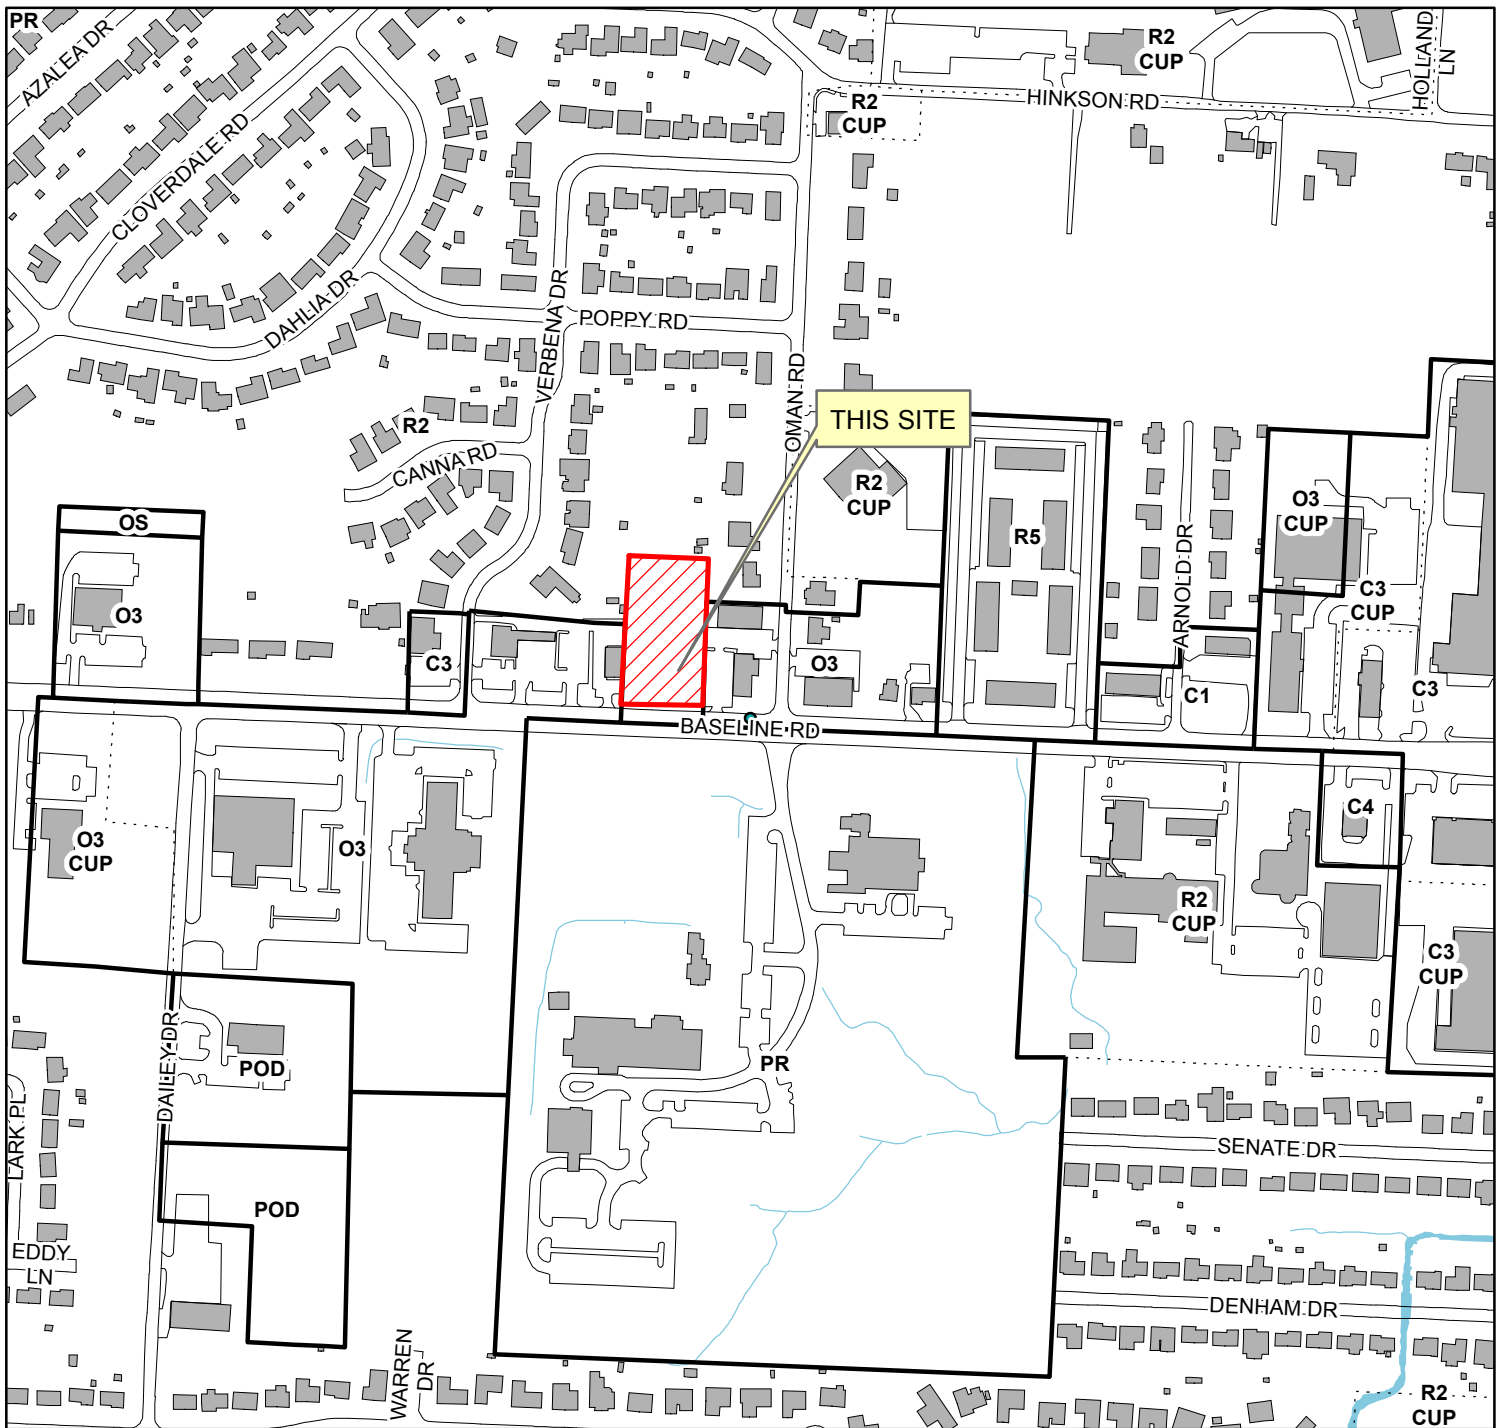 PR
AZALEA DR
CLOVERDALE RD
DAHLIA DR
R2
CUP
HOLLAND
LN
HINKSON RD
R2
CUP
VERBENA DR
POPPY RD
OMAN RD
THIS SITE
R2
CANNA RD
R2
CUP
R5
ARNOLD DR
O3
CUP
C3
CUP
OS
O3
C3
O3
C1
C3
BASELINE RD
O3
CUP
O3
C4
R2
CUP
C3
CUP
DAILEY DR
POD
PR
LARK PL
SENATE DR
POD
EDDY
LN
DENHAM DR
WARREN
DR
R2
CUP